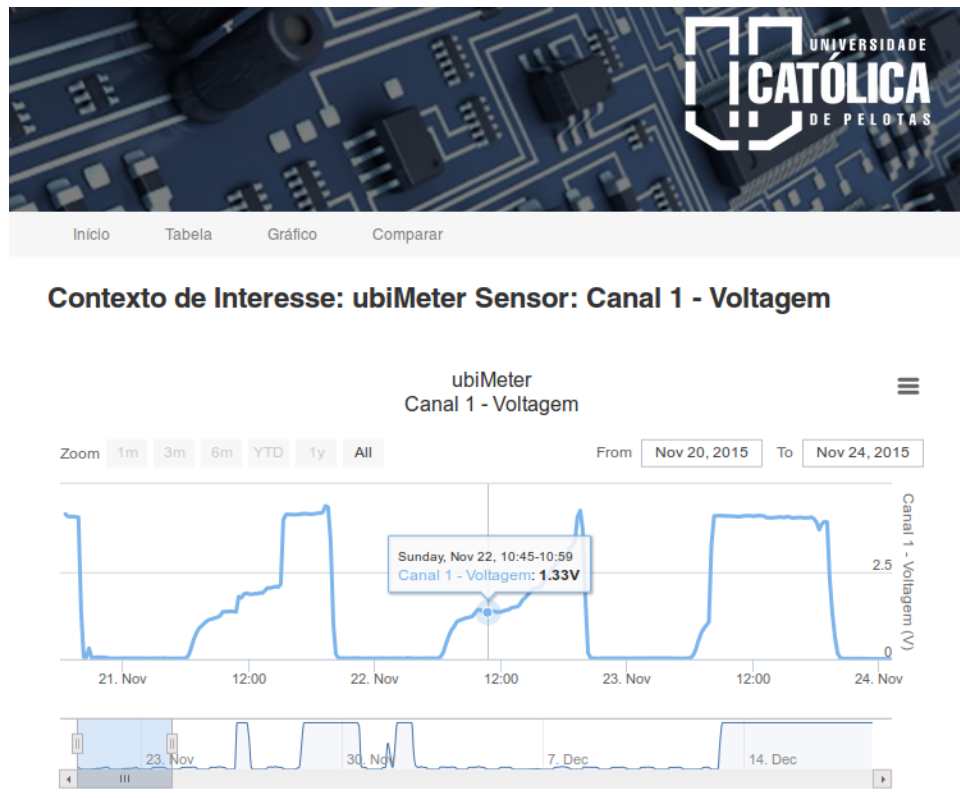 UNIVERSIDADE
CATÓLICA
DE PELOTAS
Início Tabela Gráfico Comparar
Contexto de Interesse: ubiMeter Sensor: Canal 1 - Voltagem
ubiMeter
Canal 1 - Voltagem
Zoom 1m 3m 6m YTD 1y All From Nov 20, 2015 To Nov 24, 2015
Sunday, Nov 22, 10:45-10:59
Canal 1 - Voltagem: 1.33V
2.5
0
Canal 1 - Voltagem (V)
21. Nov 12:00 22. Nov 12:00 23. Nov 12:00 24. Nov
23. Nov 30. Nov 7. Dec 14. Dec